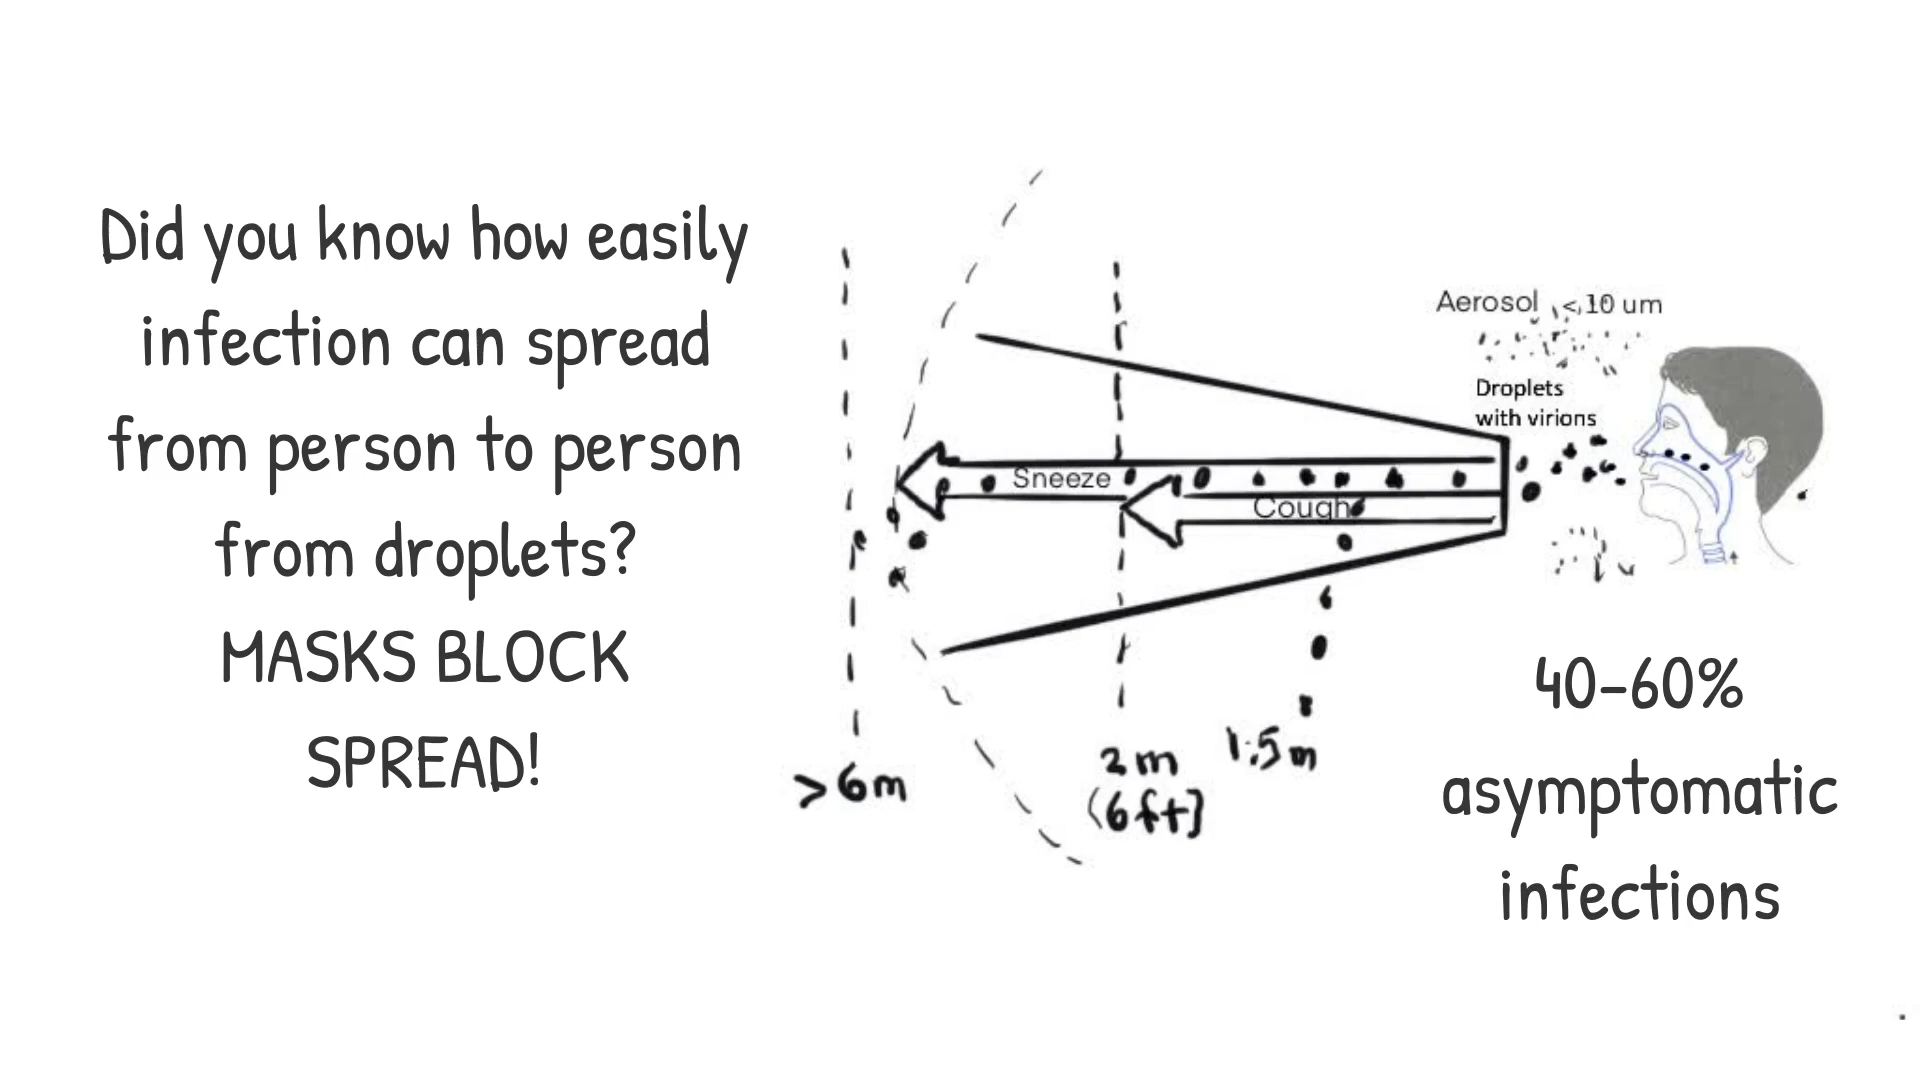 Did you know how easily
infection can spread
from person to person
from droplets?
MASKS BLOCK
SPREAD!
Aerosol < 10 um
Droplets
with virions
Sneeze
Cough
>6m
2m
(6ft)
1.5m
40-60%
asymptomatic
infections